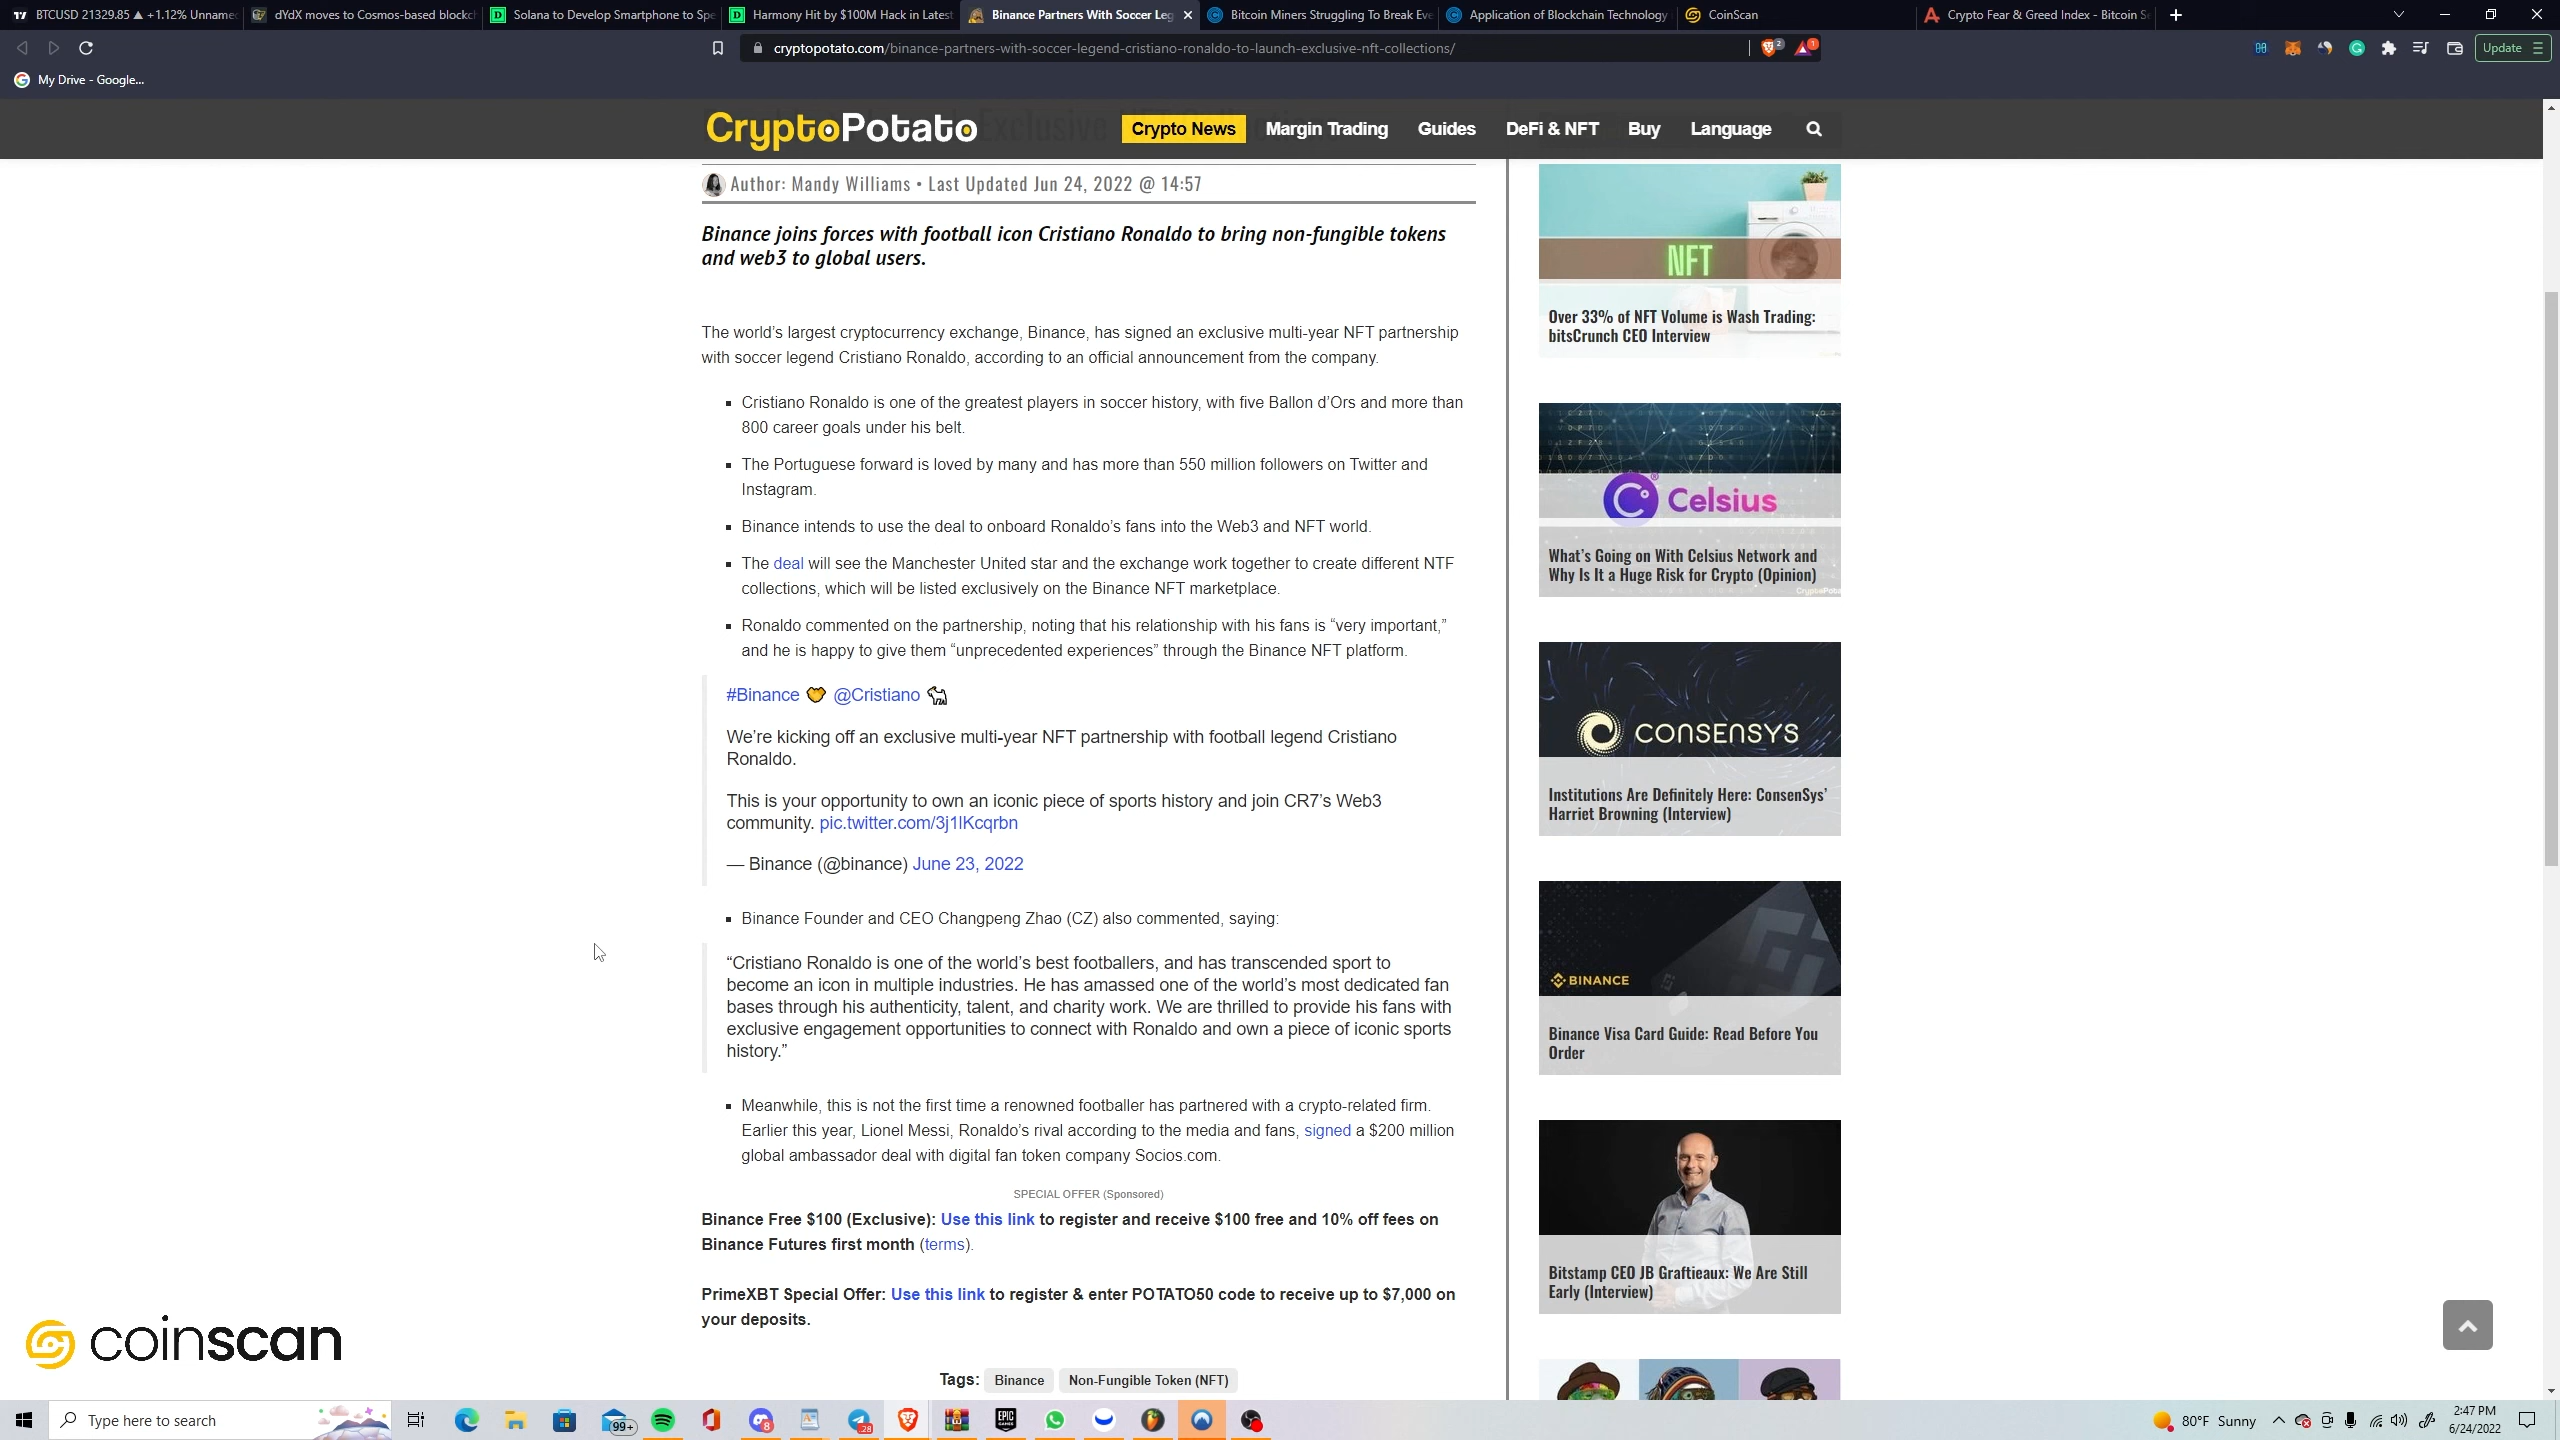 BTCUSD 21329.85 ▲ +1.12% Unname
dYdX moves to Cosmos-based blockc
Solana to Develop Smartphone to Spe
Harmony Hit by $100M Hack in Latest
Binance Partners With Soccer Leg
Bitcoin Miners Struggling To Break Eve
Application of Blockchain Technology
CoinScan
Crypto Fear & Greed Index - Bitcoin Se
cryptopotato.com/binance-partners-with-soccer-legend-cristiano-ronaldo-to-launch-exclusive-nft-collections/
2
1
Update
My Drive - Google...
CryptoPotato
Crypto News
Margin Trading
Guides
DeFi & NFT
Buy
Language
Author: Mandy Williams • Last Updated Jun 24, 2022 @ 14:57
Binance joins forces with football icon Cristiano Ronaldo to bring non-fungible tokens
and web3 to global users.
The world’s largest cryptocurrency exchange, Binance, has signed an exclusive multi-year NFT partnership
with soccer legend Cristiano Ronaldo, according to an official announcement from the company.
▪ Cristiano Ronaldo is one of the greatest players in soccer history, with five Ballon d’Ors and more than
800 career goals under his belt.
▪ The Portuguese forward is loved by many and has more than 550 million followers on Twitter and
Instagram.
▪ Binance intends to use the deal to onboard Ronaldo’s fans into the Web3 and NFT world.
▪ The deal will see the Manchester United star and the exchange work together to create different NTF
collections, which will be listed exclusively on the Binance NFT marketplace.
▪ Ronaldo commented on the partnership, noting that his relationship with his fans is “very important,”
and he is happy to give them “unprecedented experiences” through the Binance NFT platform.
#Binance 🤝 @Cristiano 🐐
We’re kicking off an exclusive multi-year NFT partnership with football legend Cristiano
Ronaldo.
This is your opportunity to own an iconic piece of sports history and join CR7’s Web3
community. pic.twitter.com/3j1lKcqrbn
— Binance (@binance) June 23, 2022
▪ Binance Founder and CEO Changpeng Zhao (CZ) also commented, saying:
“Cristiano Ronaldo is one of the world’s best footballers, and has transcended sport to
become an icon in multiple industries. He has amassed one of the world’s most dedicated fan
bases through his authenticity, talent, and charity work. We are thrilled to provide his fans with
exclusive engagement opportunities to connect with Ronaldo and own a piece of iconic sports
history.”
▪ Meanwhile, this is not the first time a renowned footballer has partnered with a crypto-related firm.
Earlier this year, Lionel Messi, Ronaldo’s rival according to the media and fans, signed a $200 million
global ambassador deal with digital fan token company Socios.com.
SPECIAL OFFER (Sponsored)
Binance Free $100 (Exclusive): Use this link to register and receive $100 free and 10% off fees on
Binance Futures first month (terms).
PrimeXBT Special Offer: Use this link to register & enter POTATO50 code to receive up to $7,000 on
your deposits.
Tags: Binance Non-Fungible Token (NFT)
NFT
Over 33% of NFT Volume is Wash Trading:
bitsCrunch CEO Interview
Celsius
What’s Going on With Celsius Network and
Why Is It a Huge Risk for Crypto (Opinion)
CONSENSYS
Institutions Are Definitely Here: ConsenSys’
Harriet Browning (Interview)
BINANCE
Binance Visa Card Guide: Read Before You
Order
Bitstamp CEO JB Graftieaux: We Are Still
Early (Interview)
coinscan
Type here to search
99+
EPIC GAMES
8
28
80°F Sunny
2:47 PM
6/24/2022